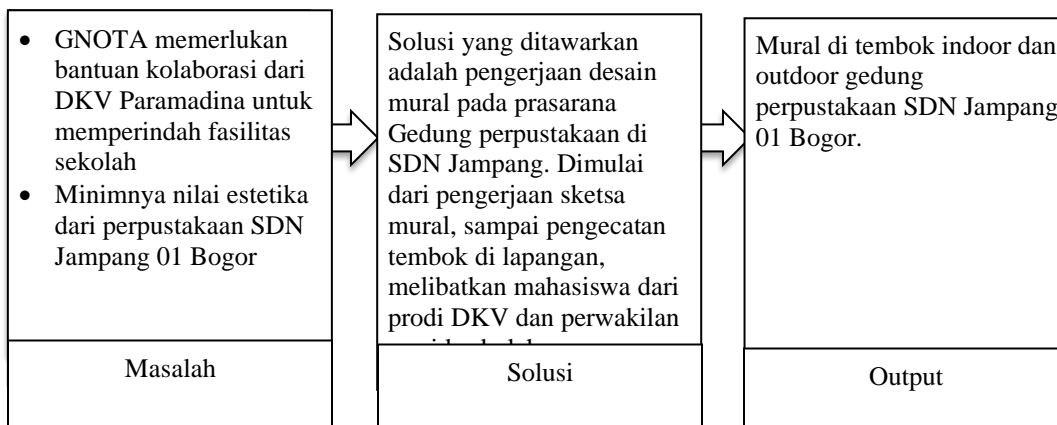 • GNOTA memerlukan
bantuan kolaborasi dari
DKV Paramadina untuk
memperindah fasilitas
sekolah
• Minimnya nilai estetika
dari perpustakaan SDN
Jampang 01 Bogor
Masalah
Solusi yang ditawarkan
adalah pengerjaan desain
mural pada prasarana
Gedung perpustakaan di
SDN Jampang. Dimulai
dari pengerjaan sketsa
mural, sampai pengecatan
tembok di lapangan,
melibatkan mahasiswa dari
prodi DKV dan perwakilan
Solusi
Mural di tembok indoor dan
outdoor gedung
perpustakaan SDN Jampang
01 Bogor.
Output